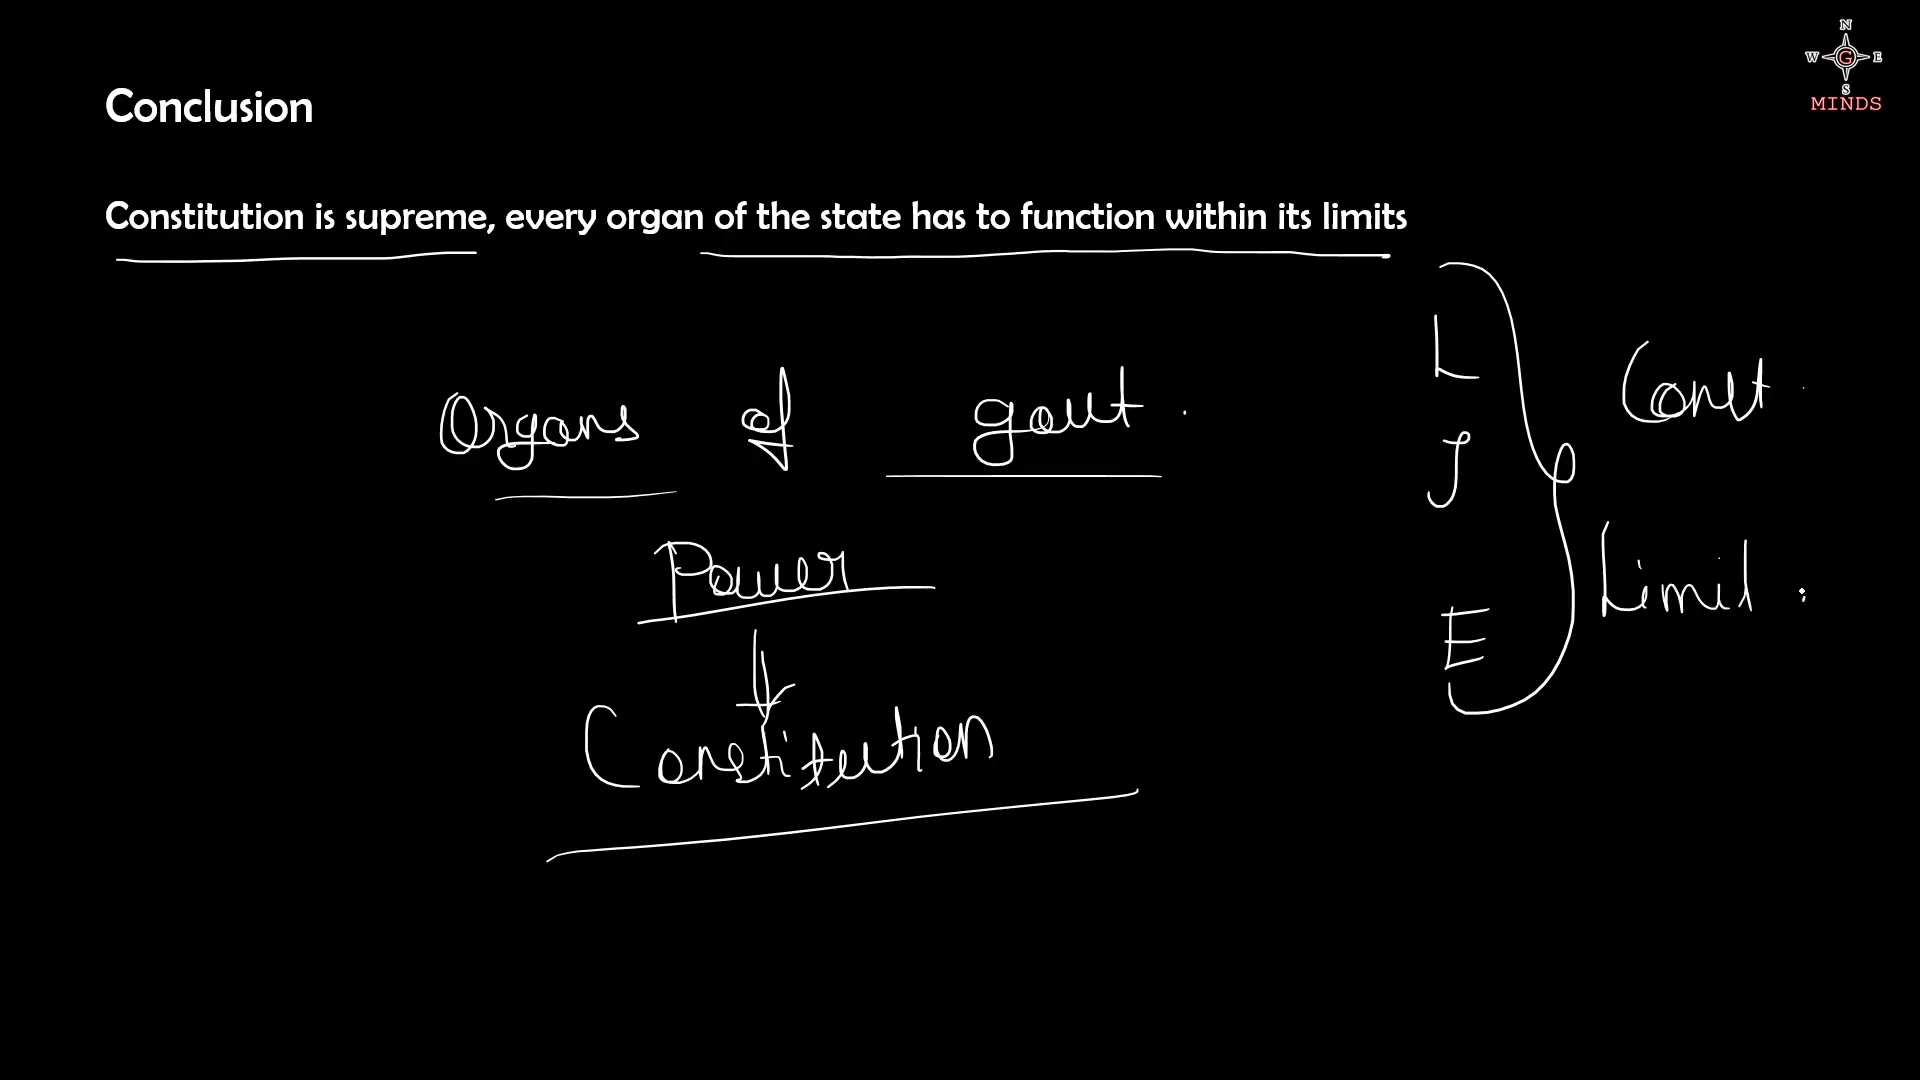 N
W G E
S
MINDS
Conclusion
Constitution is supreme, every organ of the state has to function within its limits
Organs of govt.
Power
Constitution
L
J
E
Const
Limit